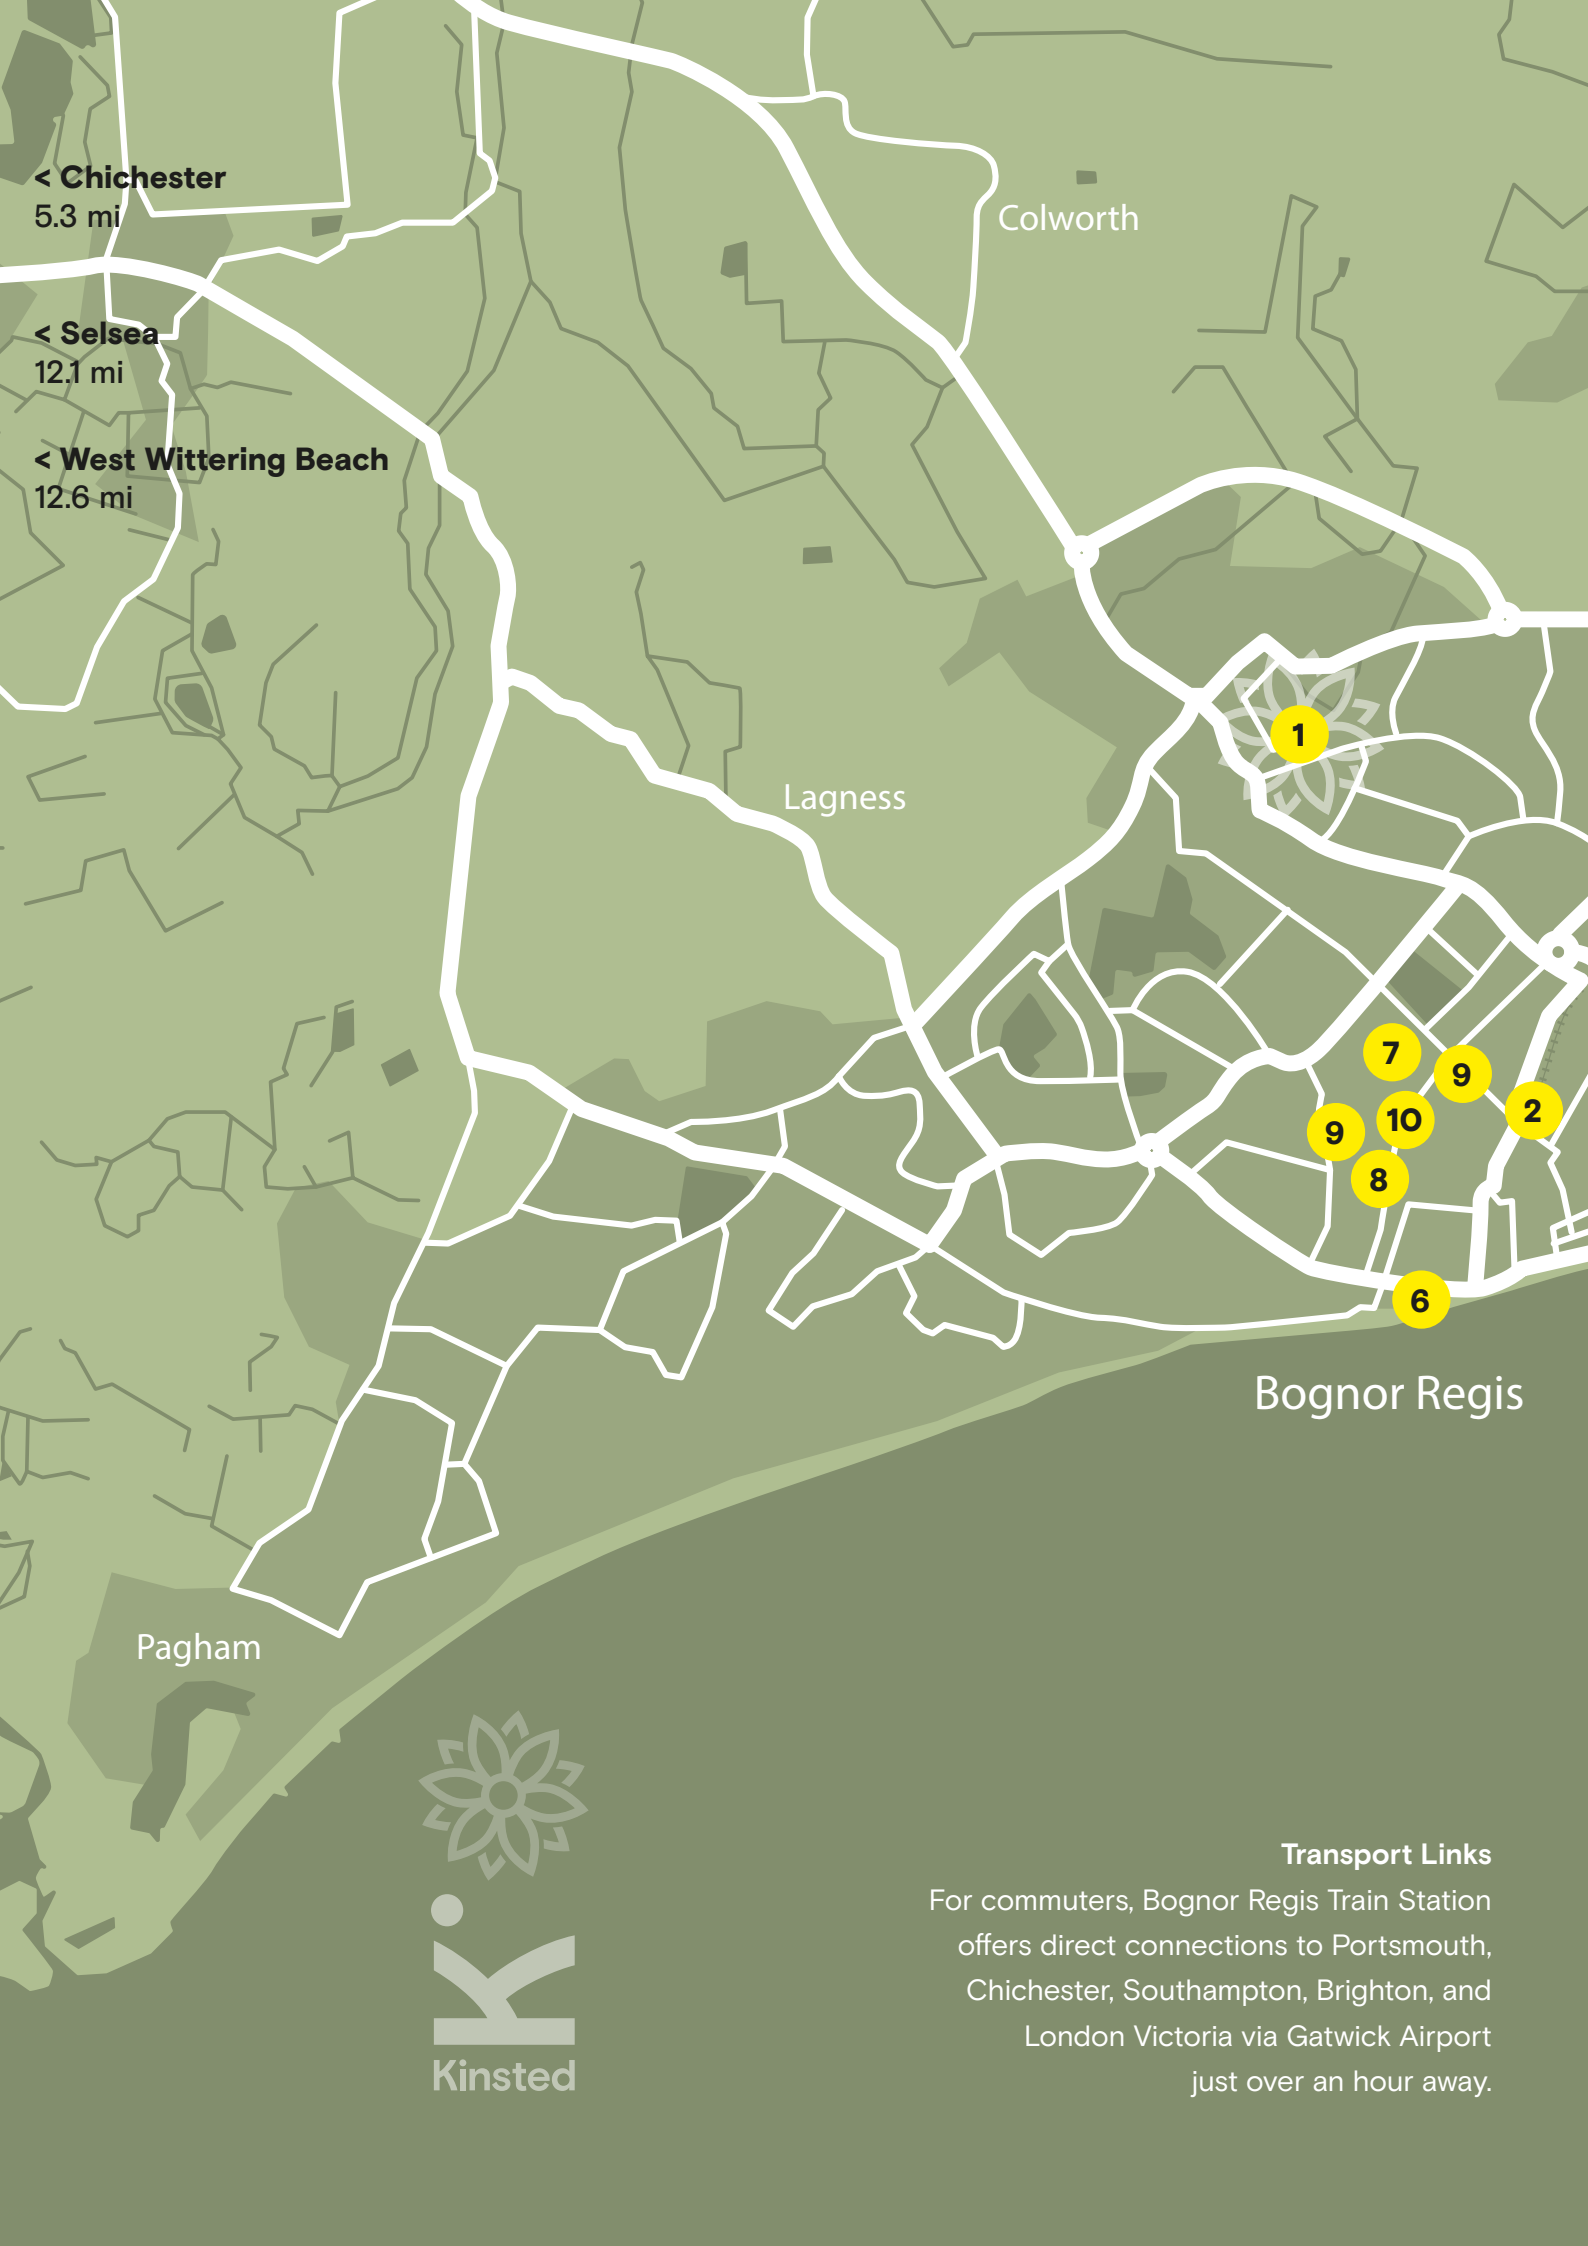 < Chichester
5.3 mi
Colworth
< Selsea
12.1 mi
< West Wittering Beach
12.6 mi
1
Lagness
7
9
2
10
9
8
6
Bognor Regis
Pagham
Transport Links
For commuters, Bognor Regis Train Station
offers direct connections to Portsmouth,
Chichester, Southampton, Brighton, and
London Victoria via Gatwick Airport
just over an hour away.
K
Kinsted